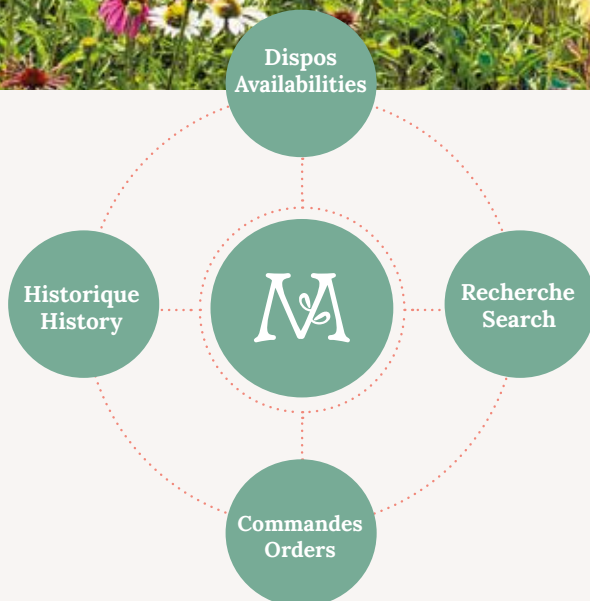 Dispos
Availabilities
Historique
History
M
Recherche
Search
Commandes
Orders